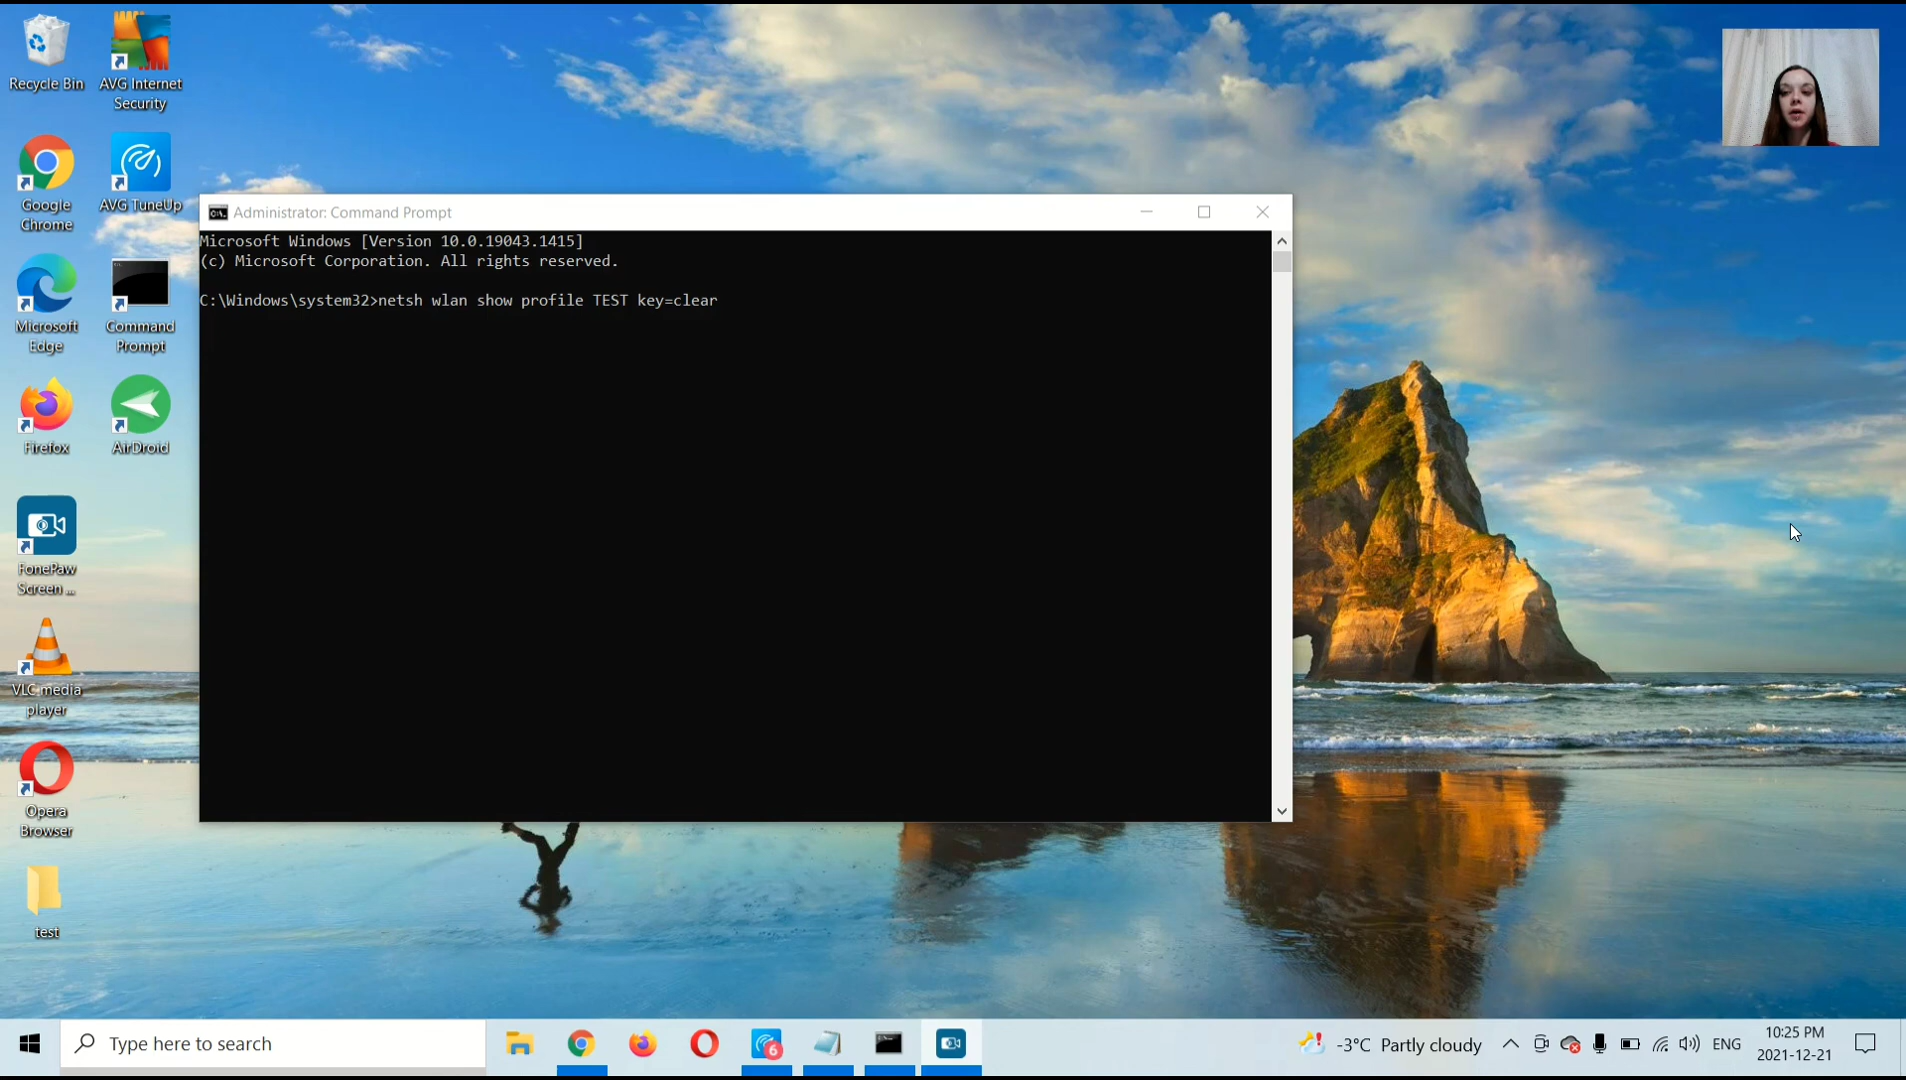 Recycle Bin
AVG Internet
Security
Google
Chrome
AVG TuneUp
Microsoft
Edge
Command
Prompt
Firefox
AirDroid
FonePaw
Screen ...
VLC media
player
Opera
Browser
test
Administrator: Command Prompt
Microsoft Windows [Version 10.0.19043.1415]
(c) Microsoft Corporation. All rights reserved.
C:\Windows\system32>netsh wlan show profile TEST key=clear
Type here to search
6
-3°C Partly cloudy
ENG
10:25 PM
2021-12-21